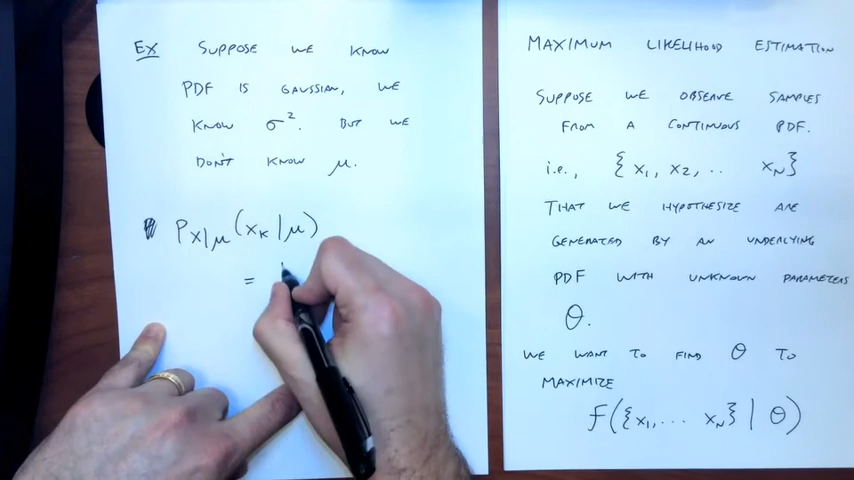 EX SUPPOSE WE KNOW
PDF IS GAUSSIAN, WE
KNOW σ². BUT WE
DON'T KNOW μ.
P_{X|μ}(x_K | μ)
=
MAXIMUM LIKELIHOOD ESTIMATION
SUPPOSE WE OBSERVE SAMPLES
FROM A CONTINUOUS PDF.
i.e., {x₁, x₂, .. x_N}
THAT WE HYPOTHESIZE ARE
GENERATED BY AN UNDERLYING
PDF WITH UNKNOWN PARAMETERS
θ.
WE WANT TO FIND θ TO
MAXIMIZE
f({x₁, ... x_N} | θ)